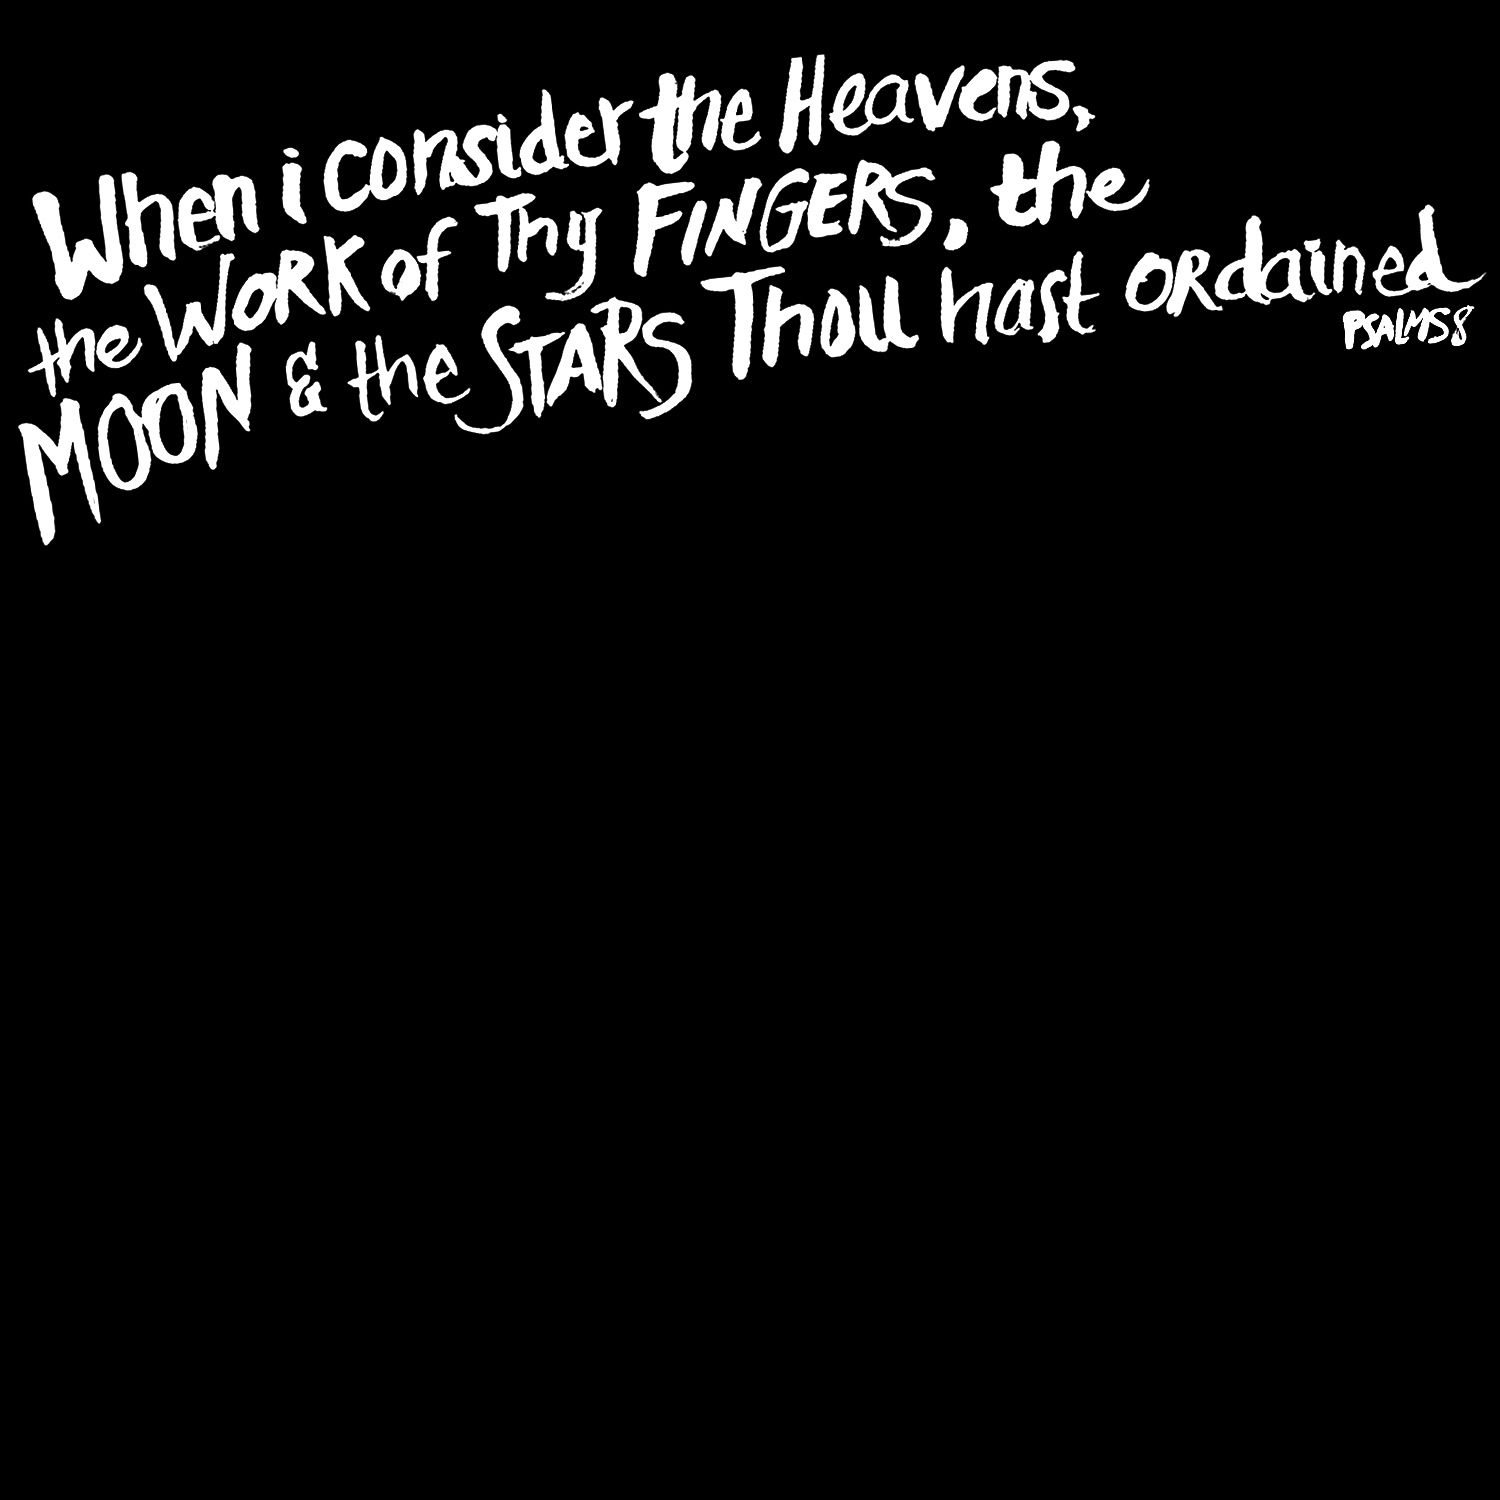 When i consider the Heavens,
the WORK of Thy FINGERS, the
MOON & the STARS Thou hast ordained
PSALMS 8